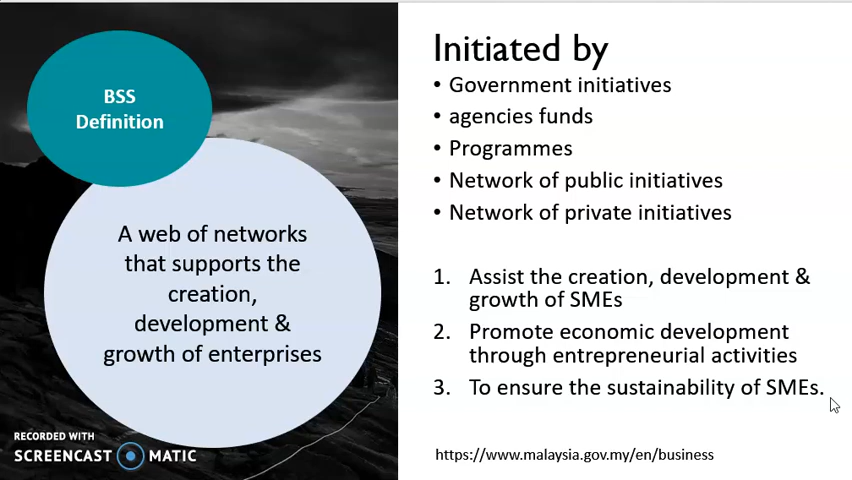 BSS
Definition
A web of networks
that supports the
creation,
development &
growth of enterprises
RECORDED WITH
SCREENCAST MATIC
Initiated by
• Government initiatives
• agencies funds
• Programmes
• Network of public initiatives
• Network of private initiatives
1. Assist the creation, development &
growth of SMEs
2. Promote economic development
through entrepreneurial activities
3. To ensure the sustainability of SMEs.
https://www.malaysia.gov.my/en/business